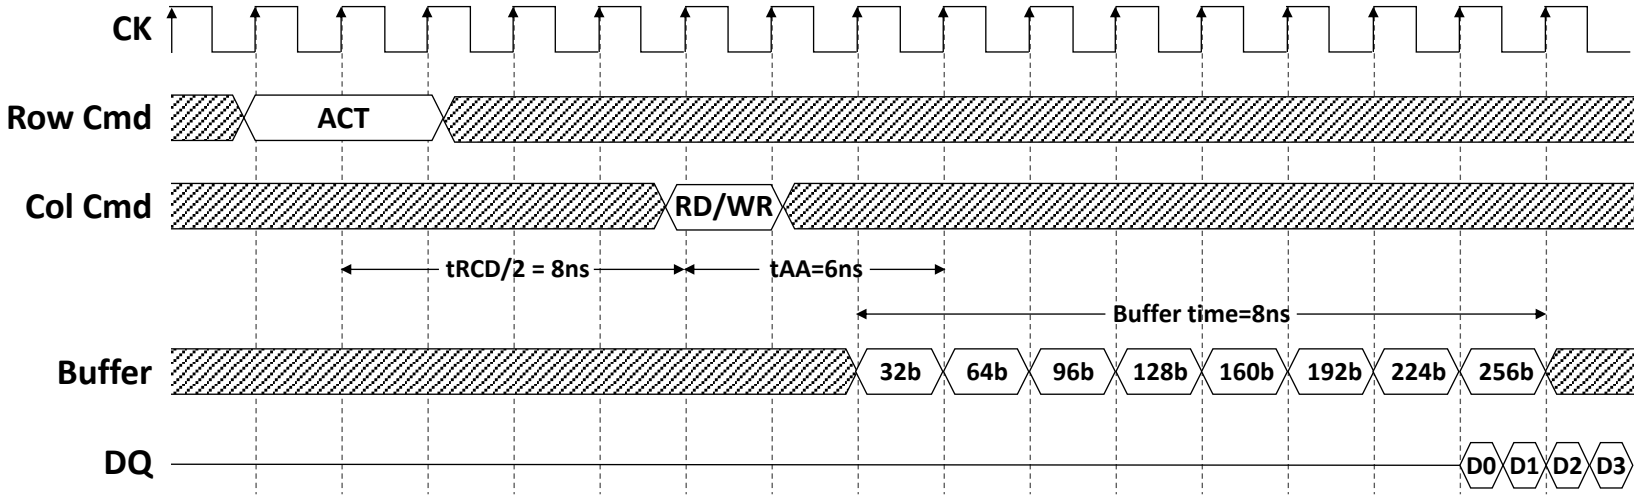 CK
Row Cmd ACT
Col Cmd RD/WR
tRCD/2 = 8ns tAA=6ns
Buffer time=8ns
Buffer 32b 64b 96b 128b 160b 192b 224b 256b
DQ D0 D1 D2 D3